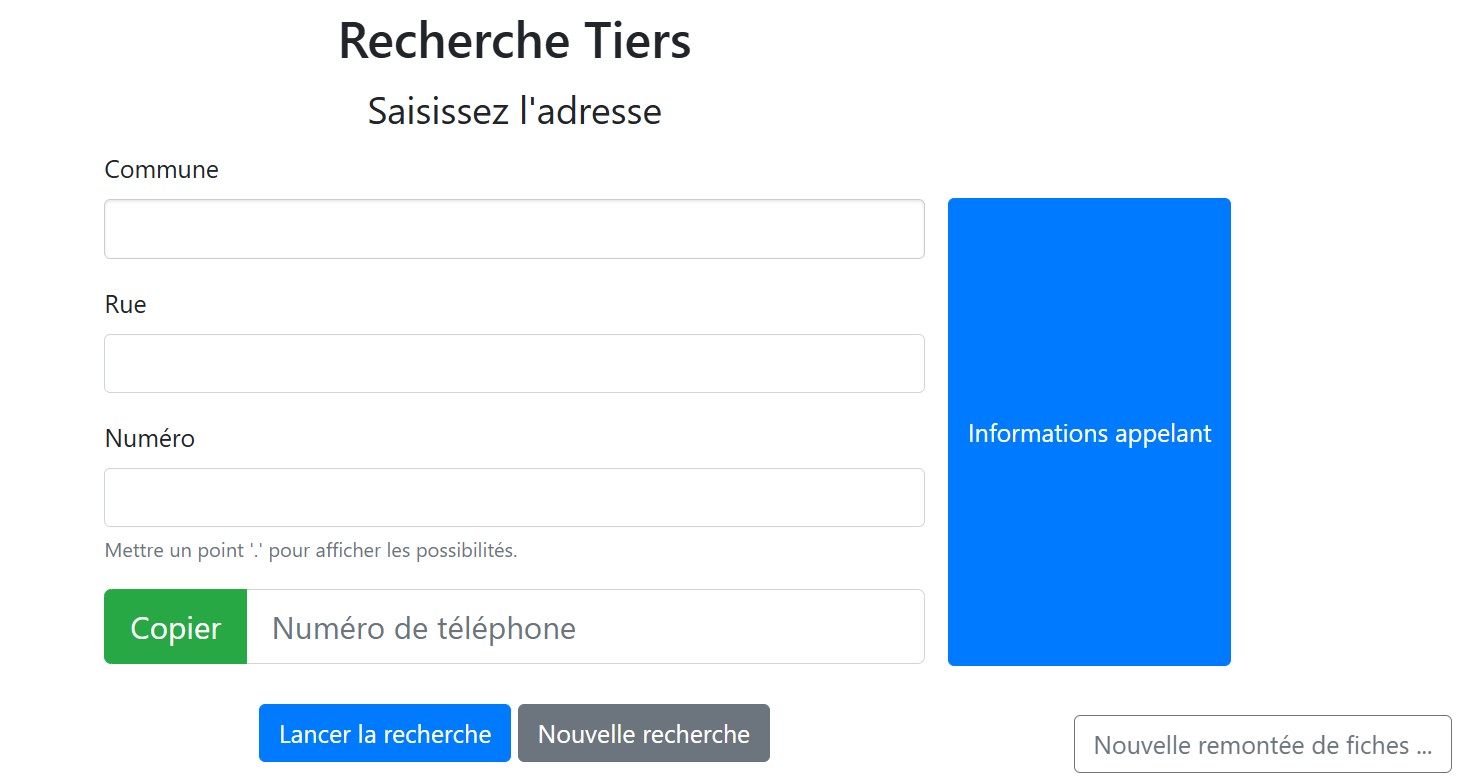 Recherche Tiers
Saisissez l'adresse
Commune
Rue
Numéro
Mettre un point '.' pour afficher les possibilités.
Copier Numéro de téléphone
Informations appelant
Lancer la recherche Nouvelle recherche
Nouvelle remontée de fiches ...